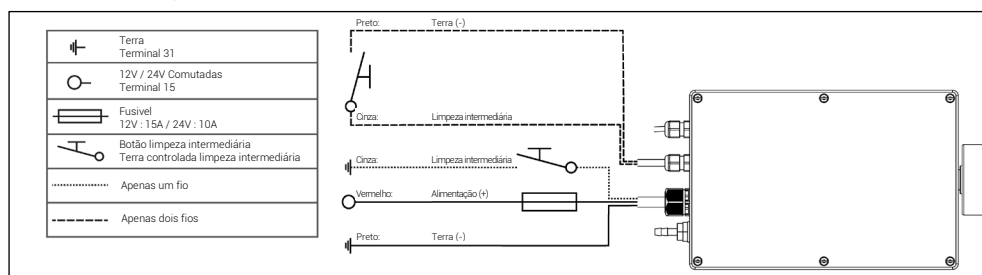 Terra
Terminal 31
12V / 24V Comutadas
Terminal 15
Fusivel
12V : 15A / 24V : 10A
Botão limpeza intermediária
Terra controlada limpeza intermediária
Apenas um fio
Apenas dois fios
Preto: Terra (-)
Cinza: Limpeza intermediária
Cinza: Limpeza intermediária
Vermelho: Alimentação (+)
Preto: Terra (-)